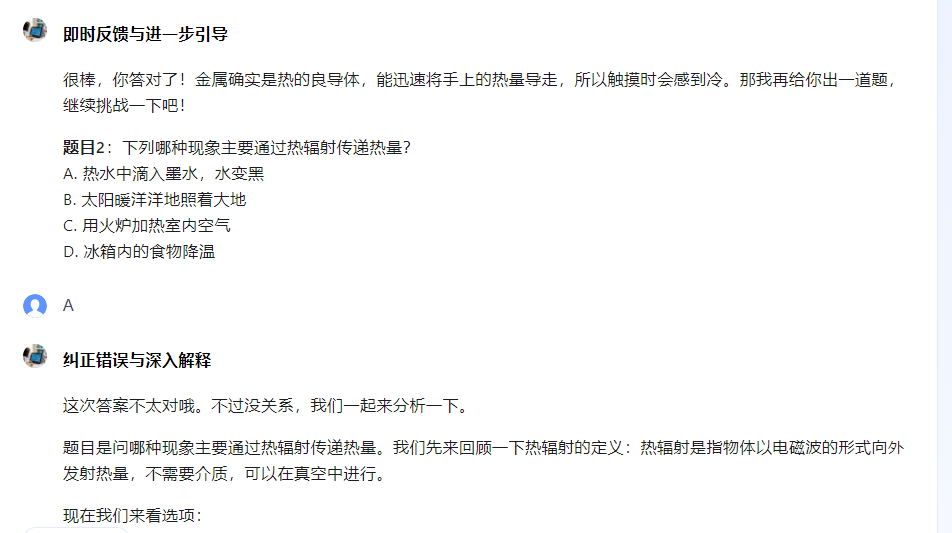 即时反馈与进一步引导
很棒，你答对了！金属确实是热的良导体，能迅速将手上的热量导走，所以触摸时会感到冷。那我再给你出一道题，
继续挑战一下吧！
题目2：下列哪种现象主要通过热辐射传递热量？
A. 热水中滴入墨水，水变黑
B. 太阳暖洋洋地照着大地
C. 用火炉加热室内空气
D. 冰箱内的食物降温
A
纠正错误与深入解释
这次答案不太对哦。不过没关系，我们一起来分析一下。
题目是问哪种现象主要通过热辐射传递热量。我们先来回顾一下热辐射的定义：热辐射是指物体以电磁波的形式向外
发射热量，不需要介质，可以在真空中进行。
现在我们来看选项：